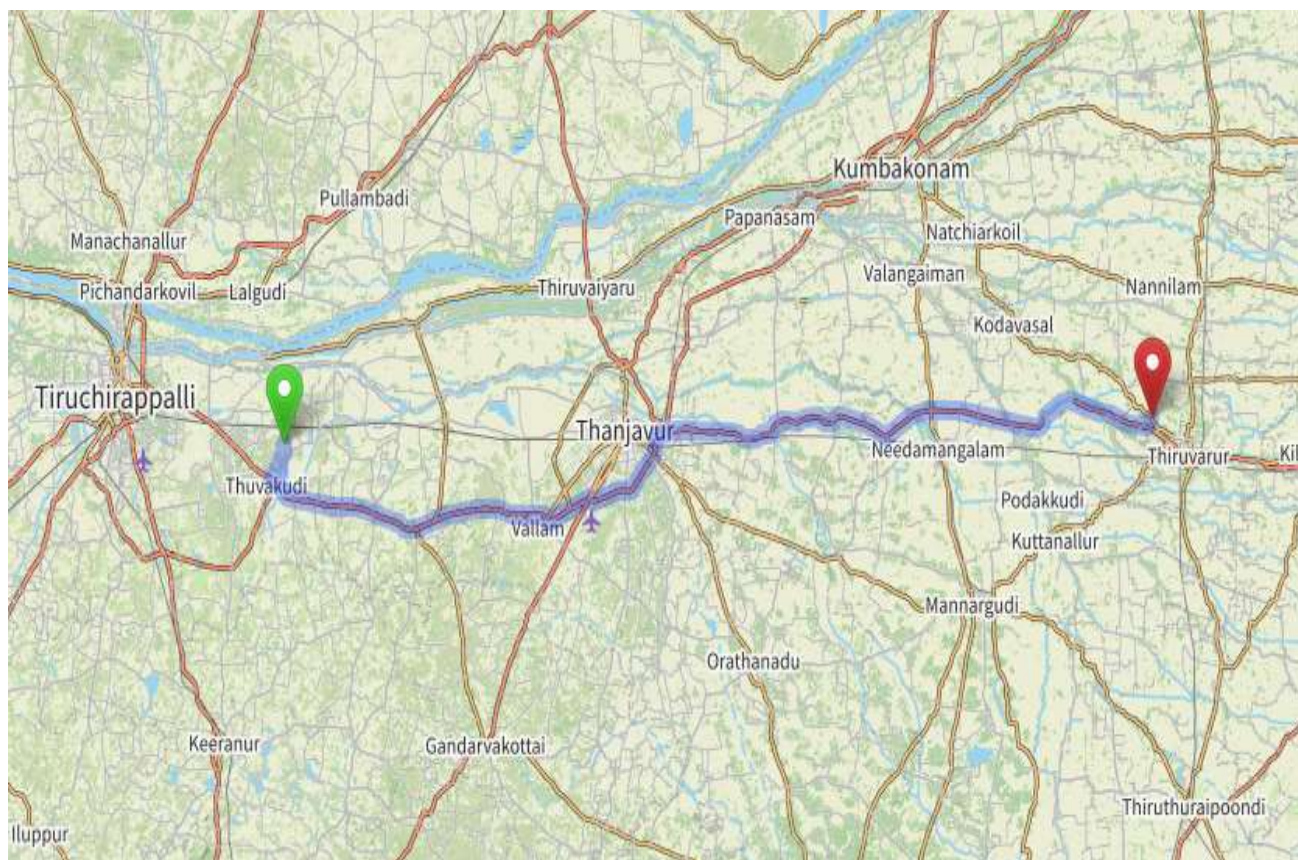 Kumbakonam
Pullambadi
Papanasam
Natchiarkoil
Manachanallur
Valangaiman
Pichandarkovil
Lalgudi
Thiruvaiyaru
Nannilam
Kodavasal
Tiruchirappalli
Thanjavur
Needamangalam
Thiruvarur
Thuvakudi
Podakkudi
Vallam
Kuttanallur
Mannargudi
Orathanadu
Keeranur
Gandarvakottai
Thiruthuraipoondi
Iluppur